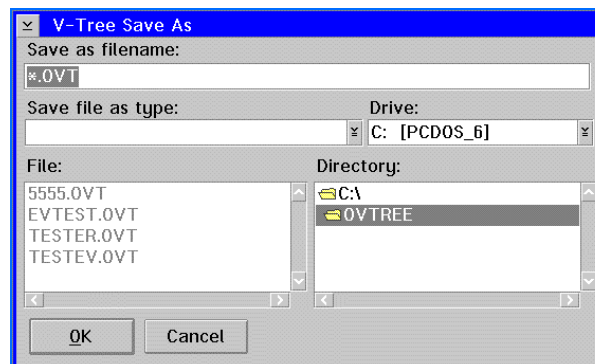 V-Tree Save As
Save as filename:
*.OVT
Save file as type: Drive:
C: [PCDOS_6]
File: Directory:
5555.OVT C:\
EVTEST.OVT OVTREE
TESTER.OVT
TESTEV.OVT
OK Cancel